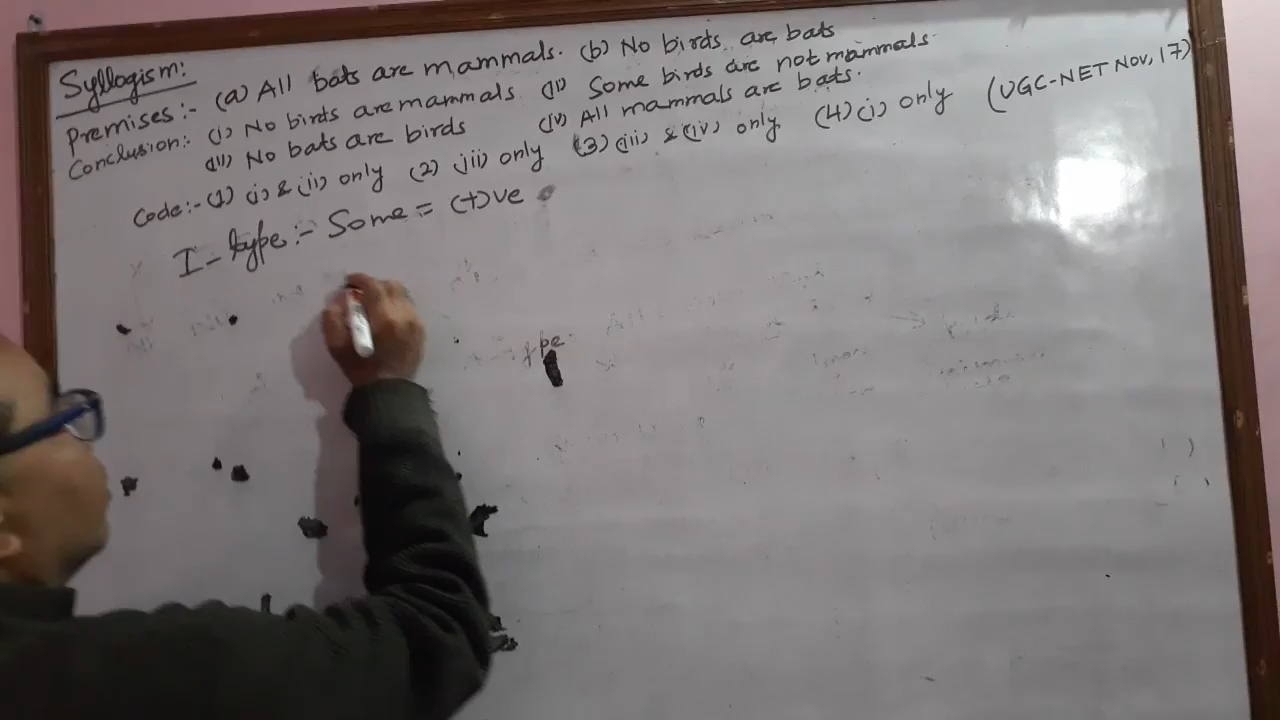 Syllogism:
Premises:- (a) All bats are mammals. (b) No birds are bats
Conclusion: (i) No birds are mammals (ii) Some birds are not mammals.
(iii) No bats are birds (iv) All mammals are bats.
Code:- (1) (i) & (ii) only (2) (iii) only (3) (iii) & (iv) only (4) (i) only (UGC-NET Nov, 17)
I-type:- Some = (+)ve